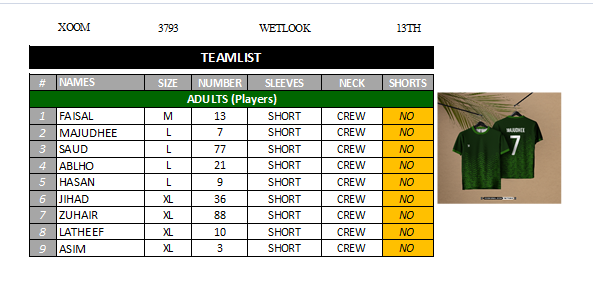 XOOM 3793 WETLOOK 13TH
TEAMLIST
# NAMES SIZE NUMBER SLEEVES NECK SHORTS
ADULTS (Players)
1 FAISAL M 13 SHORT CREW NO
2 MAJUDHEE L 7 SHORT CREW NO
3 SAUD L 77 SHORT CREW NO
4 ABLHO L 21 SHORT CREW NO
5 HASAN L 9 SHORT CREW NO
6 JIHAD XL 36 SHORT CREW NO
7 ZUHAIR XL 88 SHORT CREW NO
8 LATHEEF XL 10 SHORT CREW NO
9 ASIM XL 3 SHORT CREW NO
MAJUDHEE
7